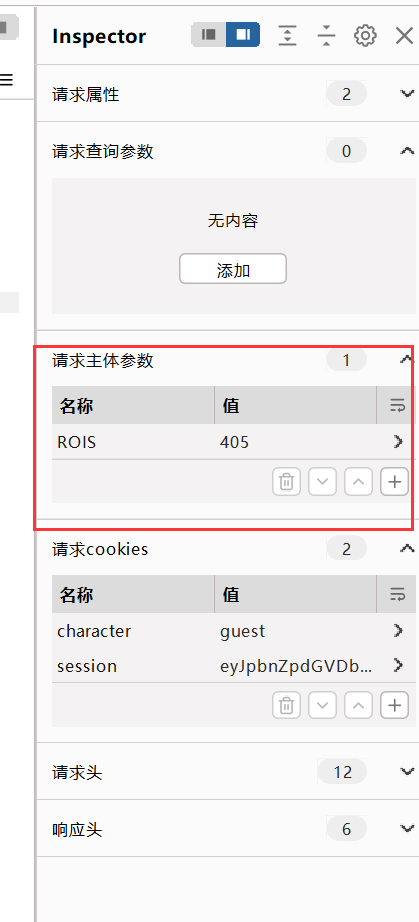 Inspector
请求属性 2
请求查询参数 0
无内容
添加
请求主体参数 1
名称 值
ROIS 405
请求cookies 2
名称 值
character guest
session eyJpbnZpdGVDb...
请求头 12
响应头 6